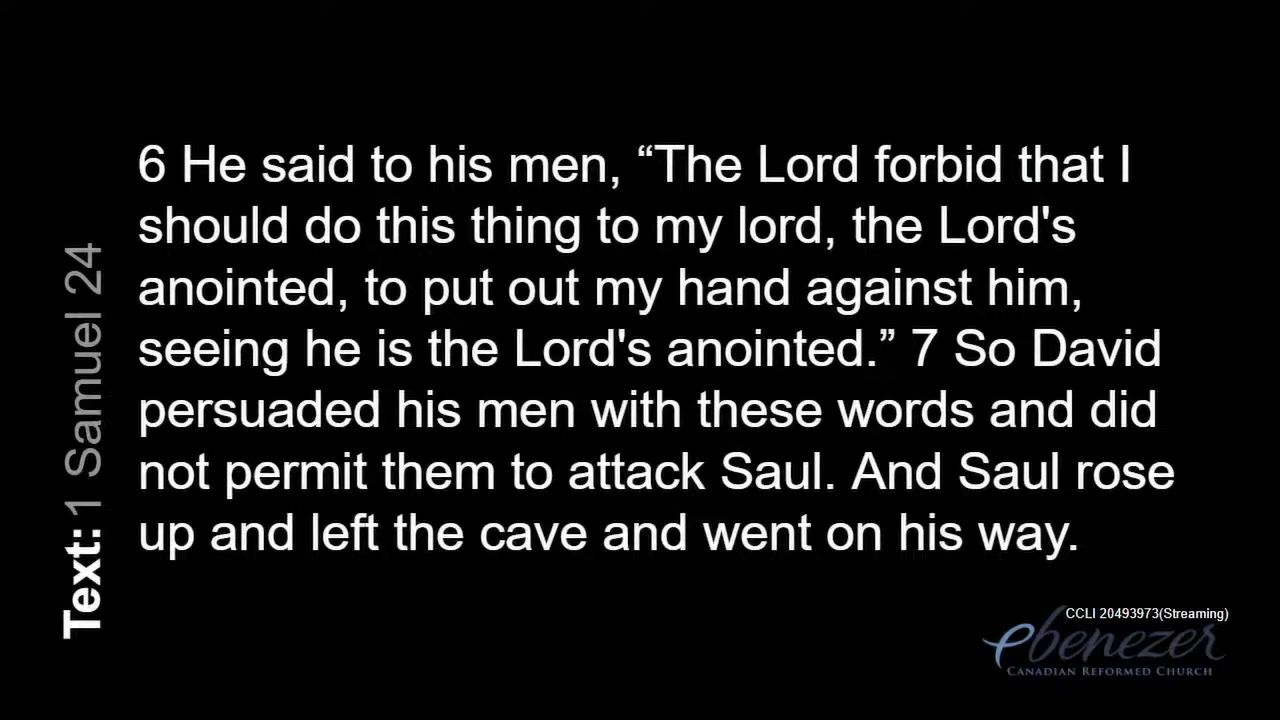 Text: 1 Samuel 24
6 He said to his men, “The Lord forbid that I
should do this thing to my lord, the Lord's
anointed, to put out my hand against him,
seeing he is the Lord's anointed.” 7 So David
persuaded his men with these words and did
not permit them to attack Saul. And Saul rose
up and left the cave and went on his way.
CCLI 20493973(Streaming)
ebenezer
CANADIAN REFORMED CHURCH